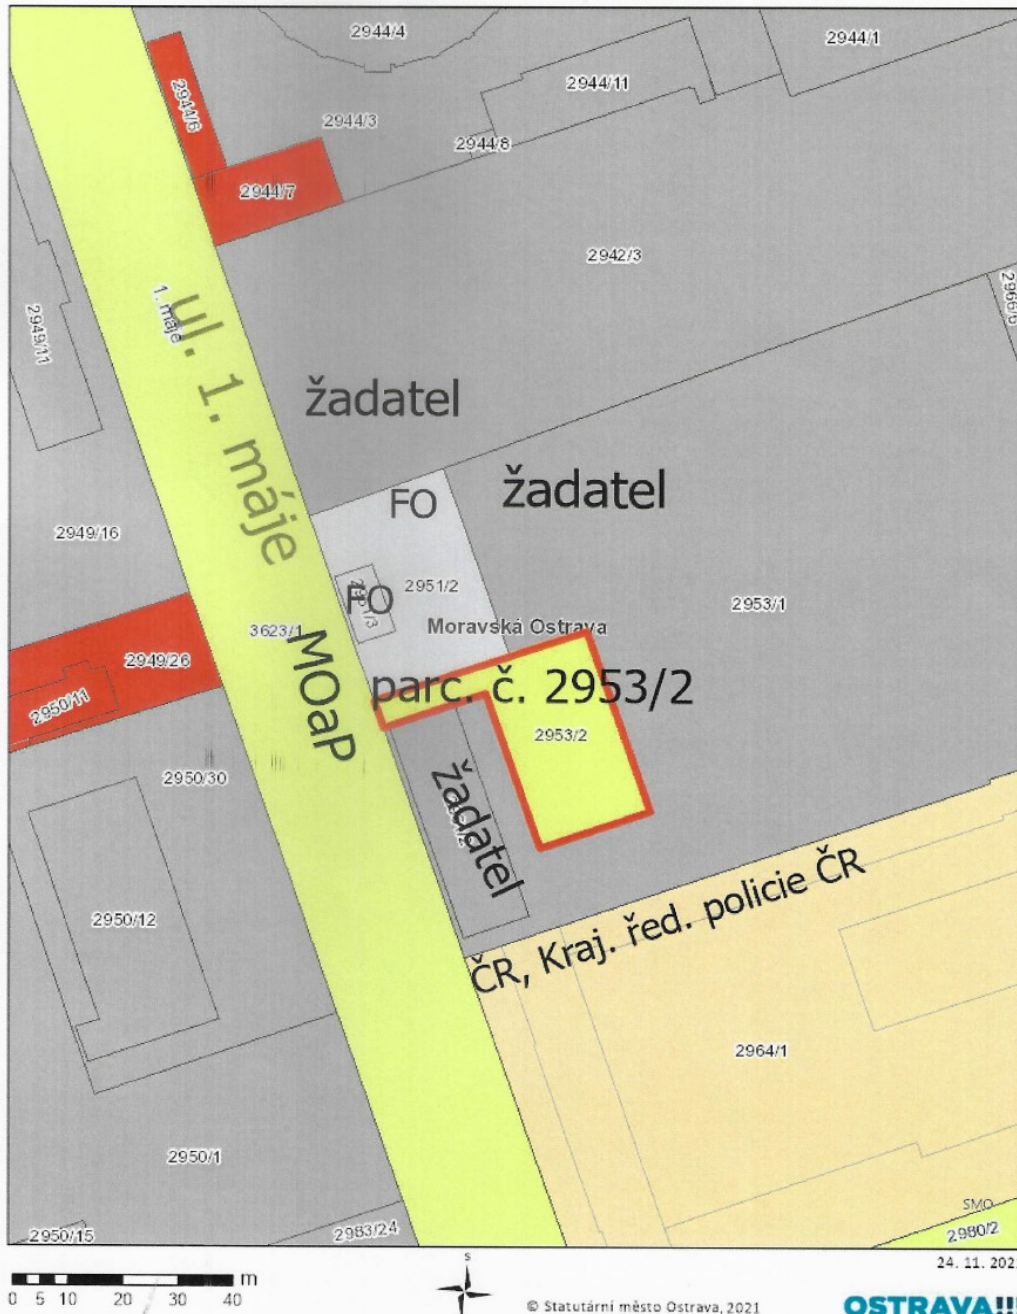 2944/4
2944/1
2944/11
2944/6
2944/3
2944/8
2944/7
2942/3
2966/6
1. máje
ul. 1. máje
2949/11
žadatel
žadatel
FO
2949/16
2951/2
FO
2953/1
3623/1
Moravská Ostrava
2949/26
MOaP
parc. č. 2953/2
2950/11
2953/2
2950/30
žadatel
ČR, Kraj. řed. policie ČR
2950/12
2964/1
2950/1
SMO
2950/15
2983/24
2980/2
24. 11. 202
m
0 5 10 20 30 40
s
© Statutární město Ostrava, 2021
OSTRAVA!!!